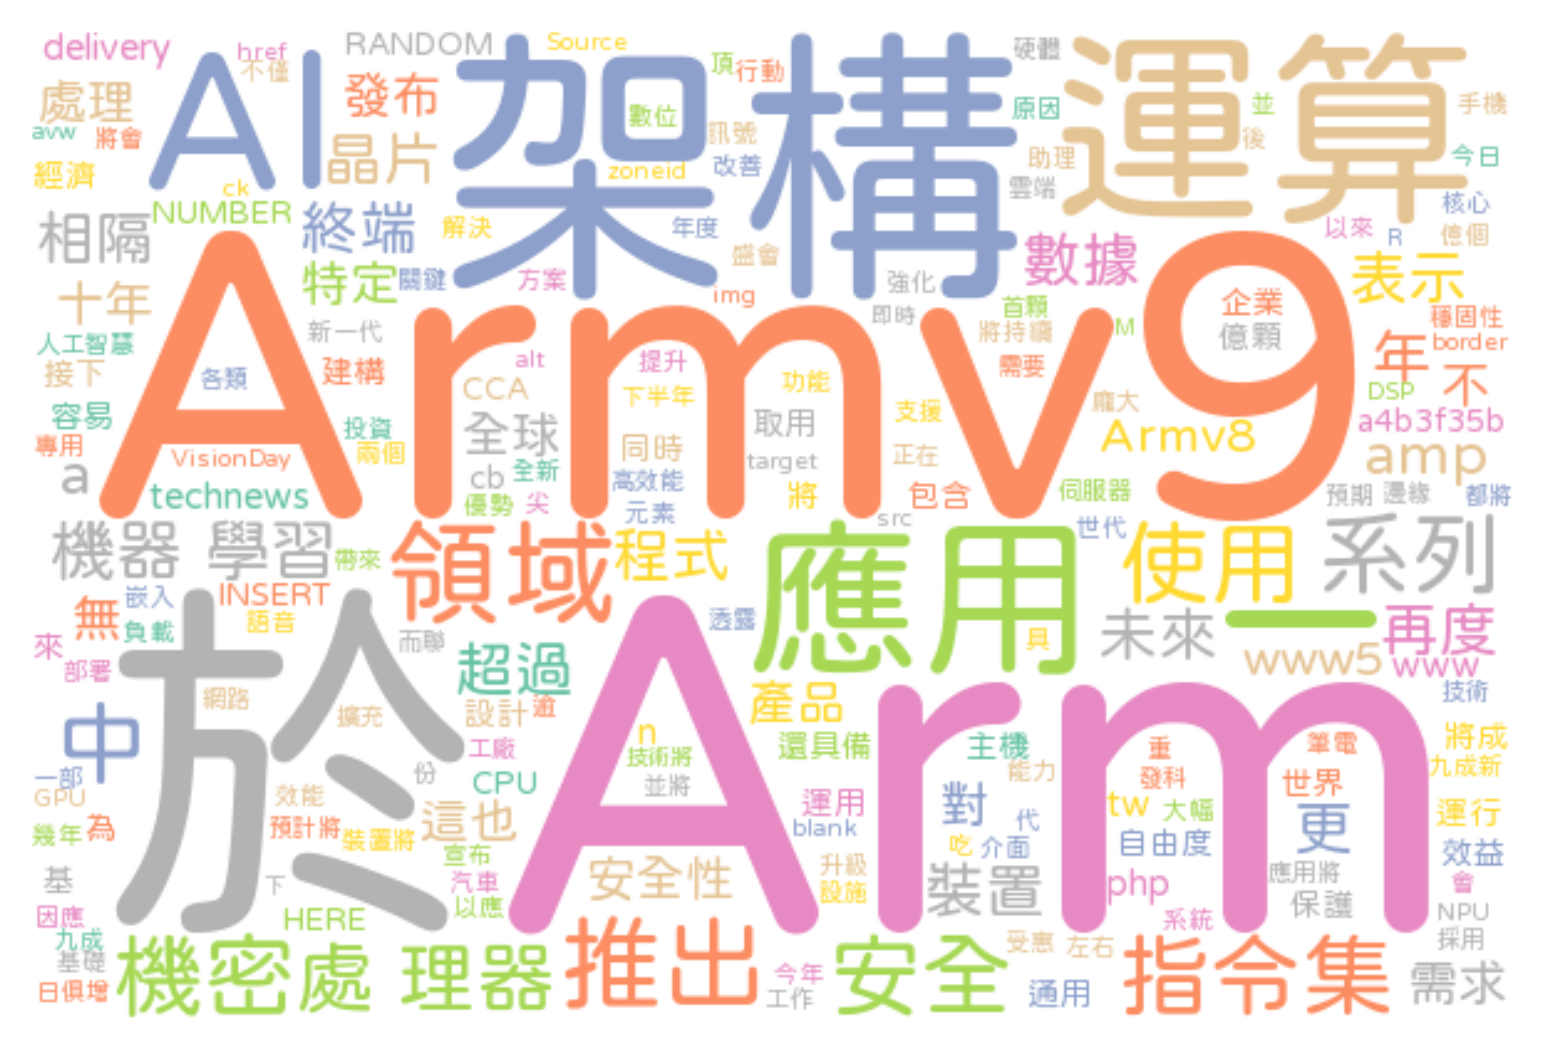 delivery
href
RANDOM
Source
硬體
AI
架構
運算
不僅
頂
行動
處理
發布
數位
原因
並
手機
avw
將會
晶片
訊號
後
改善
助理
今日
經濟
zoneid
ck
雲端
NUMBER
終端
解決
年度
核心
相隔
以來
R
億個
數據
盛會
特定
關鍵
方案
強化
表示
十年
img
首顆
企業
Armv9
即時
新一代
將持續
M
億顆
穩固性
人工智慧
border
alt
提升
年
接下
各類
建構
需要
CCA
下半年
功能
不
DSP
容易
投資
全球
取用
支援
龐大
a4b3f35b
專用
兩個
同時
Armv8
VisionDay
target
正在
amp
a
cb
全新
高效能
technews
將
包含
伺服器
預期
邊緣
都將
優勢
尖
元素
src
世代
機器 學習
帶來
領域
程式
應用
使用
系列
嵌入
INSERT
無
負載
語音
透露
一
再度
來
而聯
具
未來
於
部署
超過
www5
www
網路
技術
設計
逾
產品
擴充
Arm
中
工廠
n
還具備
主機
重
筆電
將成
技術將
一部
份
CPU
並將
能力
發科
世界
九成新
GPU
效能
運用
對
tw
大幅
運行
幾年
為
預計將
裝置將
這也
blank
代
更
宣布
吃
介面
自由度
效益
基
下
汽車
安全性
升級
裝置
應用將
會
設施
php
因應
HERE
以應
系統
保護
NPU
九成
機密處 理器
推出
安全
受惠
左右
指令集
採用
基礎
今年
需求
日俱增
工作
通用